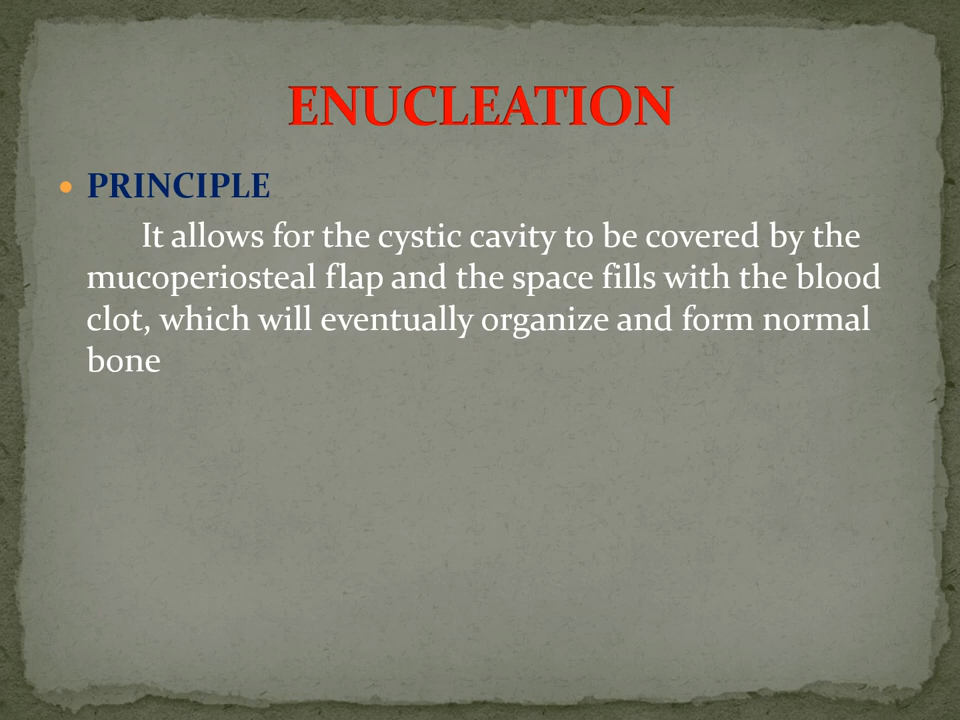 ENUCLEATION
• PRINCIPLE
It allows for the cystic cavity to be covered by the
mucoperiosteal flap and the space fills with the blood
clot, which will eventually organize and form normal
bone